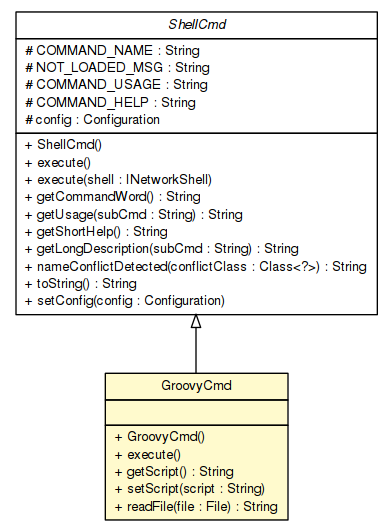 ShellCmd
# COMMAND_NAME : String
# NOT_LOADED_MSG : String
# COMMAND_USAGE : String
# COMMAND_HELP : String
# config : Configuration
+ ShellCmd()
+ execute()
+ execute(shell : INetworkShell)
+ getCommandWord() : String
+ getUsage(subCmd : String) : String
+ getShortHelp() : String
+ getLongDescription(subCmd : String) : String
+ nameConflictDetected(conflictClass : Class<?>) : String
+ toString() : String
+ setConfig(config : Configuration)
GroovyCmd
+ GroovyCmd()
+ execute()
+ getScript() : String
+ setScript(script : String)
+ readFile(file : File) : String